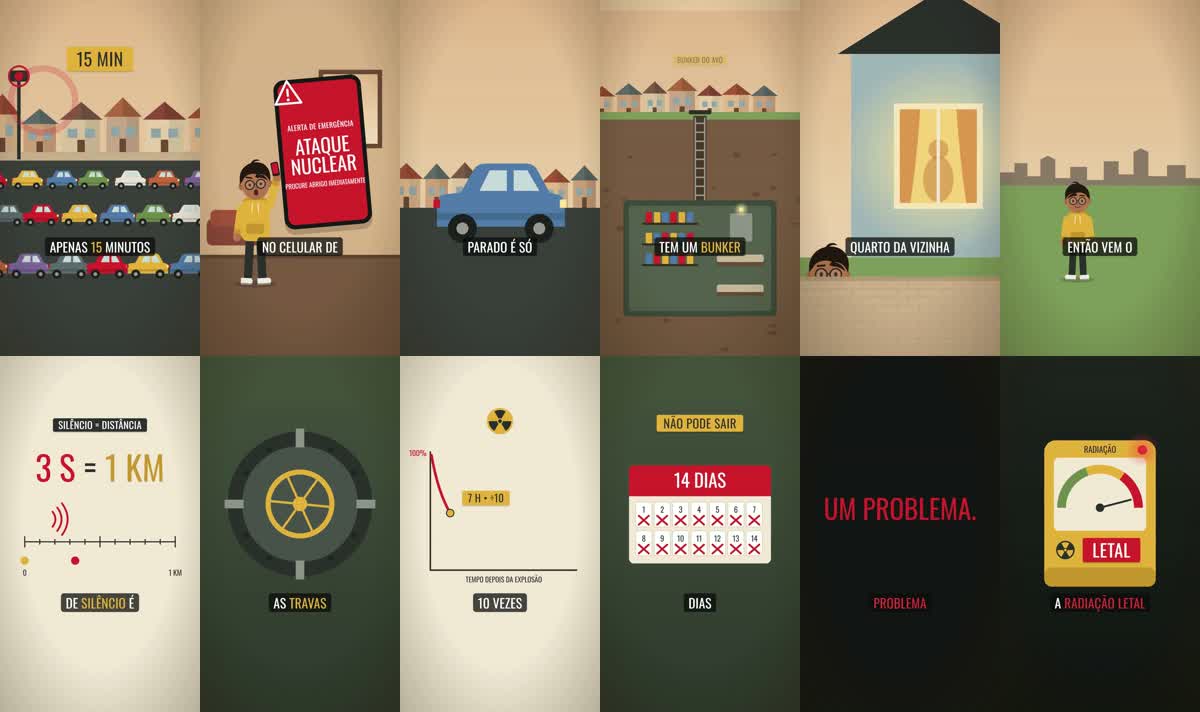 15 MIN
APENAS 15 MINUTOS
ALERTA DE EMERGÊNCIA
ATAQUE
NUCLEAR
PROCURE ABRIGO IMEDIATAMENTE
NO CELULAR DE
PARADO É SÓ
BUNKER DO AVÔ
TEM UM BUNKER
QUARTO DA VIZINHA
ENTÃO VEM O
SILÊNCIO = DISTÂNCIA
3 S = 1 KM
0
1 KM
DE SILÊNCIO É
AS TRAVAS
100%
7 H • ÷10
TEMPO DEPOIS DA EXPLOSÃO
10 VEZES
NÃO PODE SAIR
14 DIAS
1 2 3 4 5 6 7
8 9 10 11 12 13 14
DIAS
UM PROBLEMA.
PROBLEMA
RADIAÇÃO
LETAL
A RADIAÇÃO LETAL